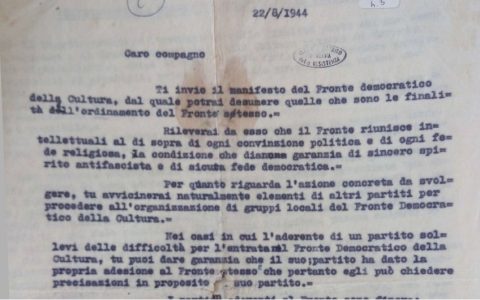 22/8/1944
Caro compagno
Ti invio il manifesto del Fronte democratico
della Cultura, dal quale potrai desumere quelle che sono le finali-
tà dell'ordinamento del Fronte stesso.=
Rileverai da esso che il Fronte riunisce in-
tellettuali al di sopra di ogni convinzione politica e di ogni fe-
de religiosa, la condizione che diano garanzia di sincero spi-
rito antifascista e di sicura fede democratica.=
Per quanto riguarda l'azione concreta da svol-
gere, tu avvicinerai naturalmente elementi di altri partiti per
procedere all'organizzazione di gruppi locali del Fronte Democra-
tico della Cultura.=
Nei casi in cui l'aderente di un partito sol-
levi delle difficoltà per l'entrata nel Fronte Democratico della
Cultura, tu puoi dare garanzia che il suo partito ha dato la
propria adesione al Fronte stesso e che pertanto egli può chiedere
precisazioni in proposito al suo partito.=